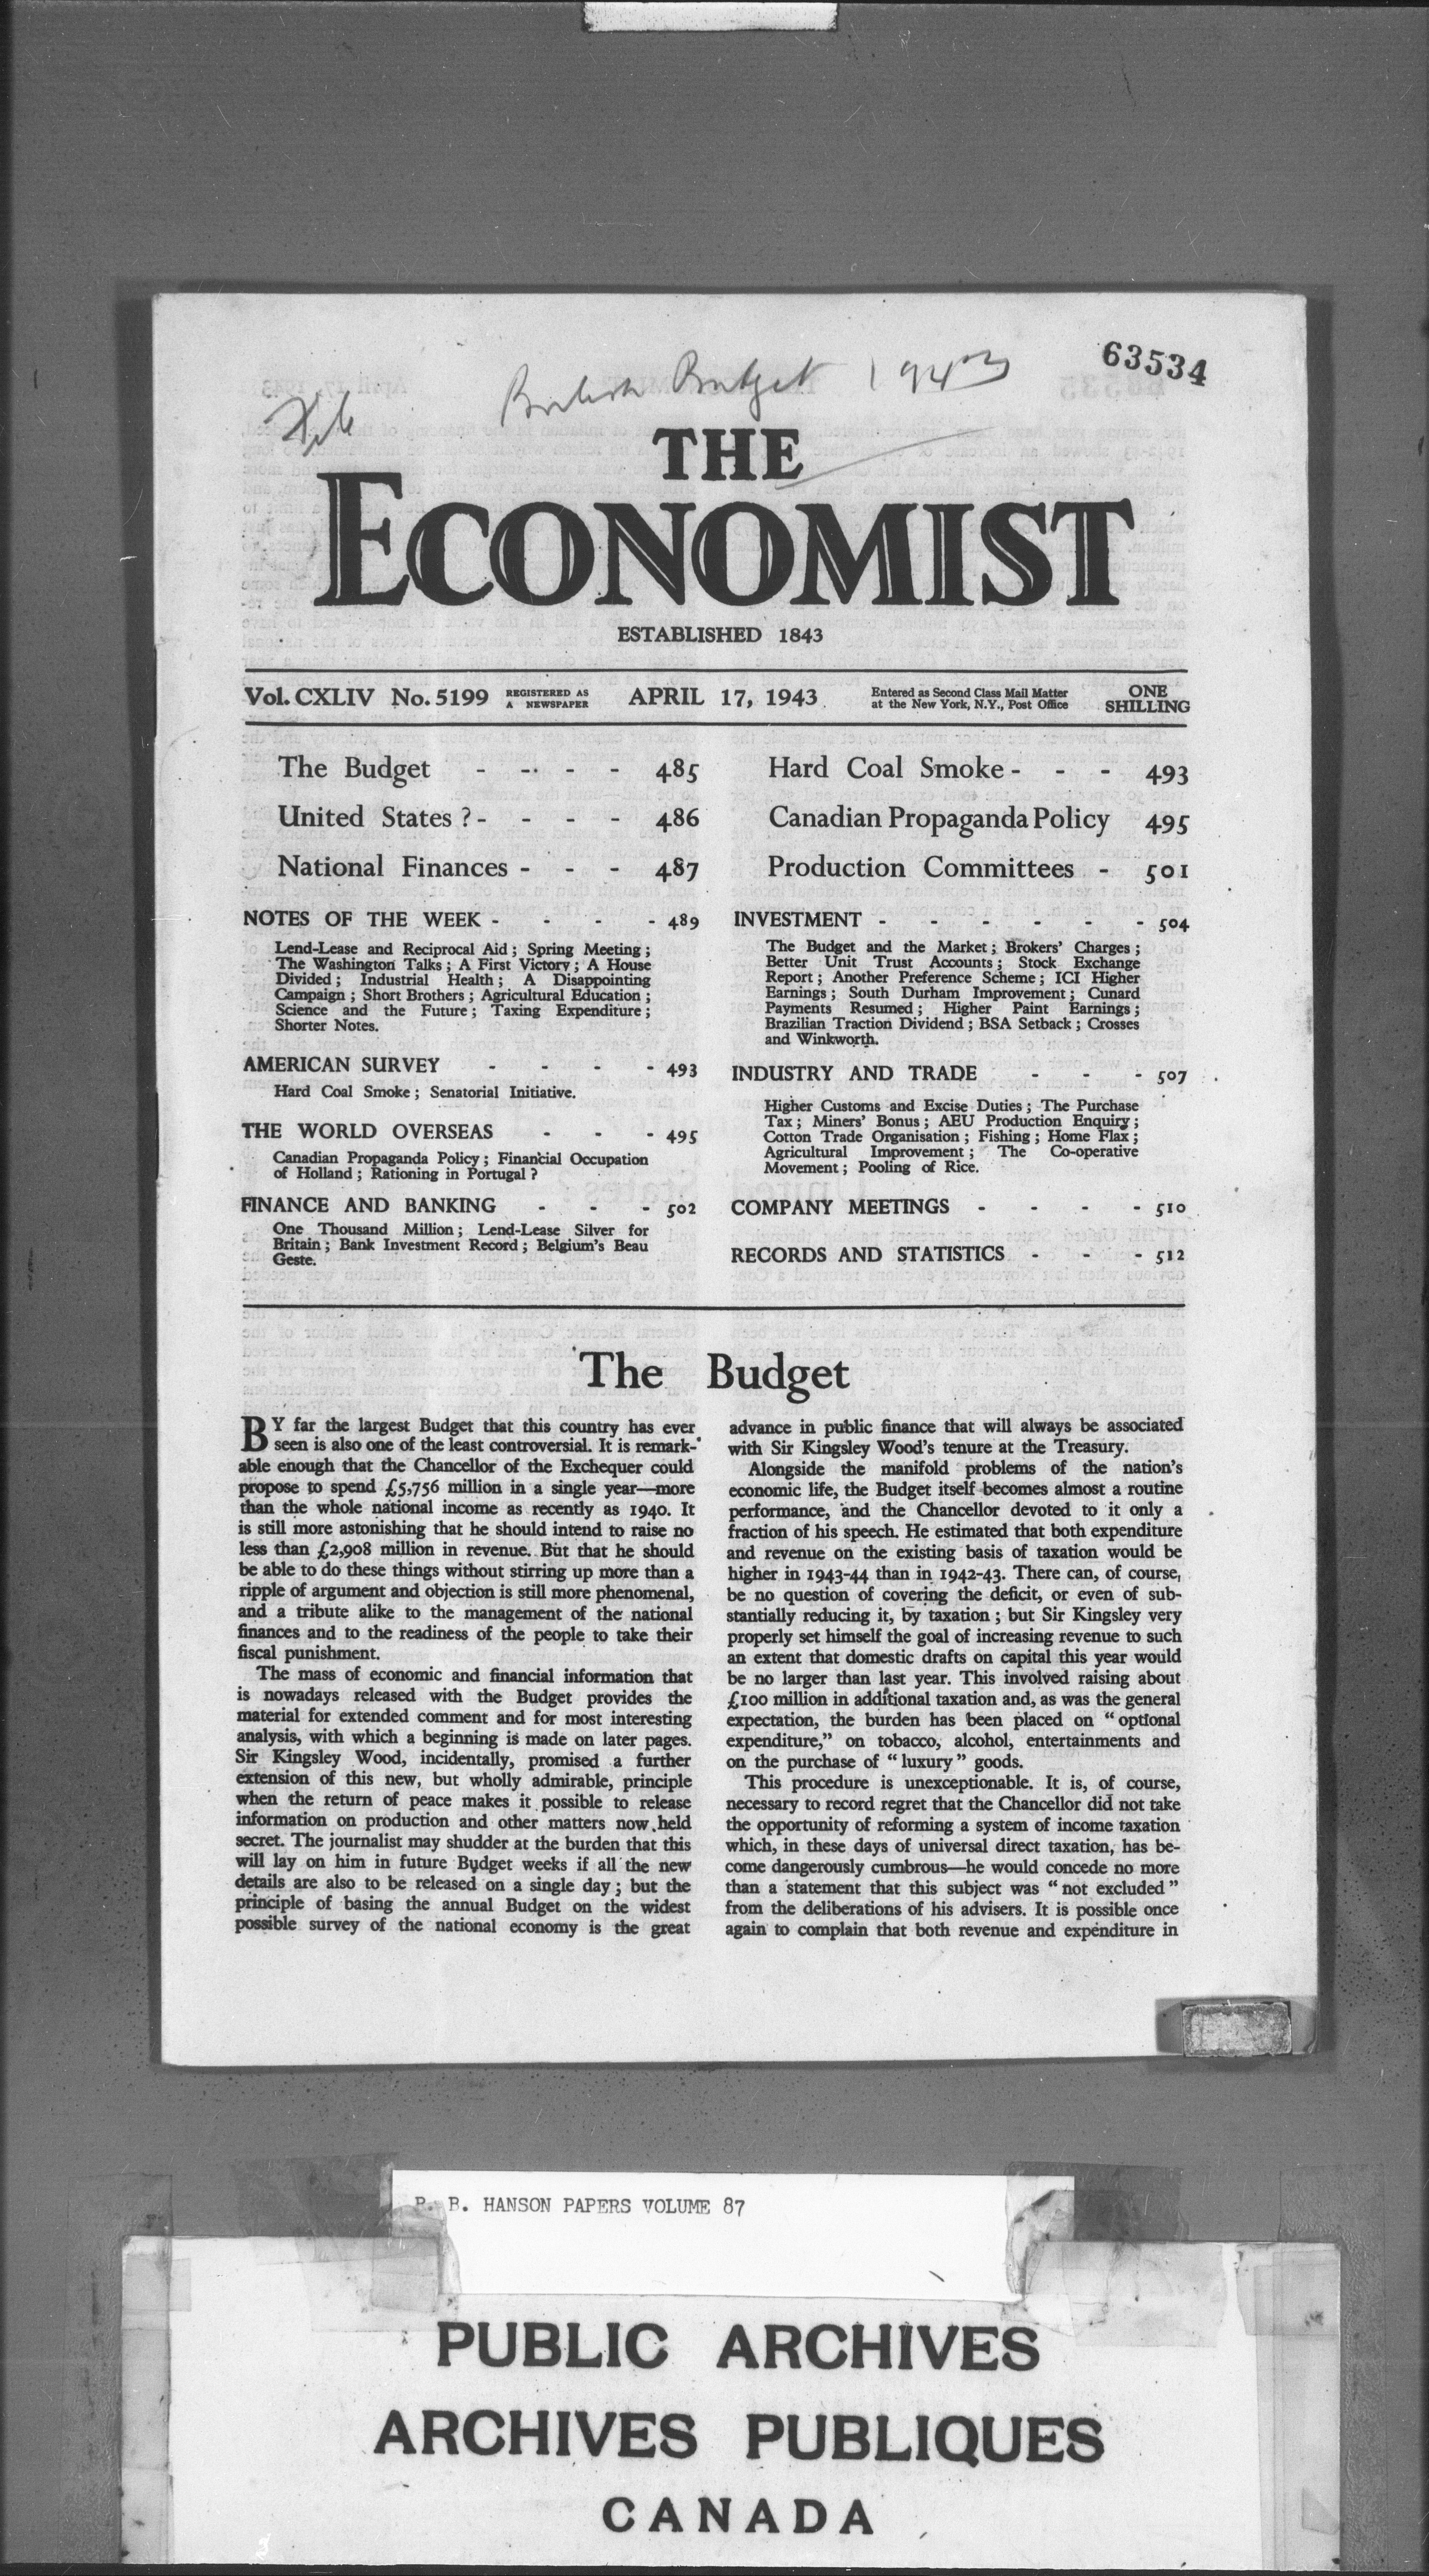 63534
File
British Budget 1943
THE
ECONOMIST
ESTABLISHED 1843
Vol. CXLIV No. 5199 REGISTERED AS A NEWSPAPER APRIL 17, 1943 Entered as Second Class Mail Matter at the New York, N.Y., Post Office ONE SHILLING
The Budget - - - - 485
United States ? - - - - 486
National Finances - - - 487
NOTES OF THE WEEK - - - - 489
Lend-Lease and Reciprocal Aid ; Spring Meeting ;
The Washington Talks ; A First Victory ; A House
Divided ; Industrial Health ; A Disappointing
Campaign ; Short Brothers ; Agricultural Education ;
Science and the Future ; Taxing Expenditure ;
Shorter Notes.
AMERICAN SURVEY - - - - 493
Hard Coal Smoke ; Senatorial Initiative.
THE WORLD OVERSEAS - - - 495
Canadian Propaganda Policy ; Financial Occupation
of Holland ; Rationing in Portugal ?
FINANCE AND BANKING - - - 502
One Thousand Million ; Lend-Lease Silver for
Britain ; Bank Investment Record ; Belgium's Beau
Geste.
Hard Coal Smoke - - - 493
Canadian Propaganda Policy 495
Production Committees - 501
INVESTMENT - - - - - - 504
The Budget and the Market ; Brokers' Charges ;
Better Unit Trust Accounts ; Stock Exchange
Report ; Another Preference Scheme ; ICI Higher
Earnings ; South Durham Improvement ; Cunard
Payments Resumed ; Higher Paint Earnings ;
Brazilian Traction Dividend ; BSA Setback ; Crosses
and Winkworth.
INDUSTRY AND TRADE - - - 507
Higher Customs and Excise Duties ; The Purchase
Tax ; Miners' Bonus ; AEU Production Enquiry ;
Cotton Trade Organisation ; Fishing ; Home Flax ;
Agricultural Improvement ; The Co-operative
Movement ; Pooling of Rice.
COMPANY MEETINGS - - - - 510
RECORDS AND STATISTICS - - - 512
The Budget
BY far the largest Budget that this country has ever
seen is also one of the least controversial. It is remark-
able enough that the Chancellor of the Exchequer could
propose to spend £5,756 million in a single year—more
than the whole national income as recently as 1940. It
is still more astonishing that he should intend to raise no
less than £2,908 million in revenue. But that he should
be able to do these things without stirring up more than a
ripple of argument and objection is still more phenomenal,
and a tribute alike to the management of the national
finances and to the readiness of the people to take their
fiscal punishment.
The mass of economic and financial information that
is nowadays released with the Budget provides the
material for extended comment and for most interesting
analysis, with which a beginning is made on later pages.
Sir Kingsley Wood, incidentally, promised a further
extension of this new, but wholly admirable, principle
when the return of peace makes it possible to release
information on production and other matters now held
secret. The journalist may shudder at the burden that this
will lay on him in future Budget weeks if all the new
details are also to be released on a single day ; but the
principle of basing the annual Budget on the widest
possible survey of the national economy is the great
advance in public finance that will always be associated
with Sir Kingsley Wood's tenure at the Treasury.
Alongside the manifold problems of the nation's
economic life, the Budget itself becomes almost a routine
performance, and the Chancellor devoted to it only a
fraction of his speech. He estimated that both expenditure
and revenue on the existing basis of taxation would be
higher in 1943-44 than in 1942-43. There can, of course,
be no question of covering the deficit, or even of sub-
stantially reducing it, by taxation ; but Sir Kingsley very
properly set himself the goal of increasing revenue to such
an extent that domestic drafts on capital this year would
be no larger than last year. This involved raising about
£100 million in additional taxation and, as was the general
expectation, the burden has been placed on “ optional
expenditure,” on tobacco, alcohol, entertainments and
on the purchase of “ luxury ” goods.
This procedure is unexceptionable. It is, of course,
necessary to record regret that the Chancellor did not take
the opportunity of reforming a system of income taxation
which, in these days of universal direct taxation, has be-
come dangerously cumbrous—he would concede no more
than a statement that this subject was “ not excluded ”
from the deliberations of his advisers. It is possible once
again to complain that both revenue and expenditure in
R. B. HANSON PAPERS VOLUME 87
PUBLIC ARCHIVES
ARCHIVES PUBLIQUES
CANADA